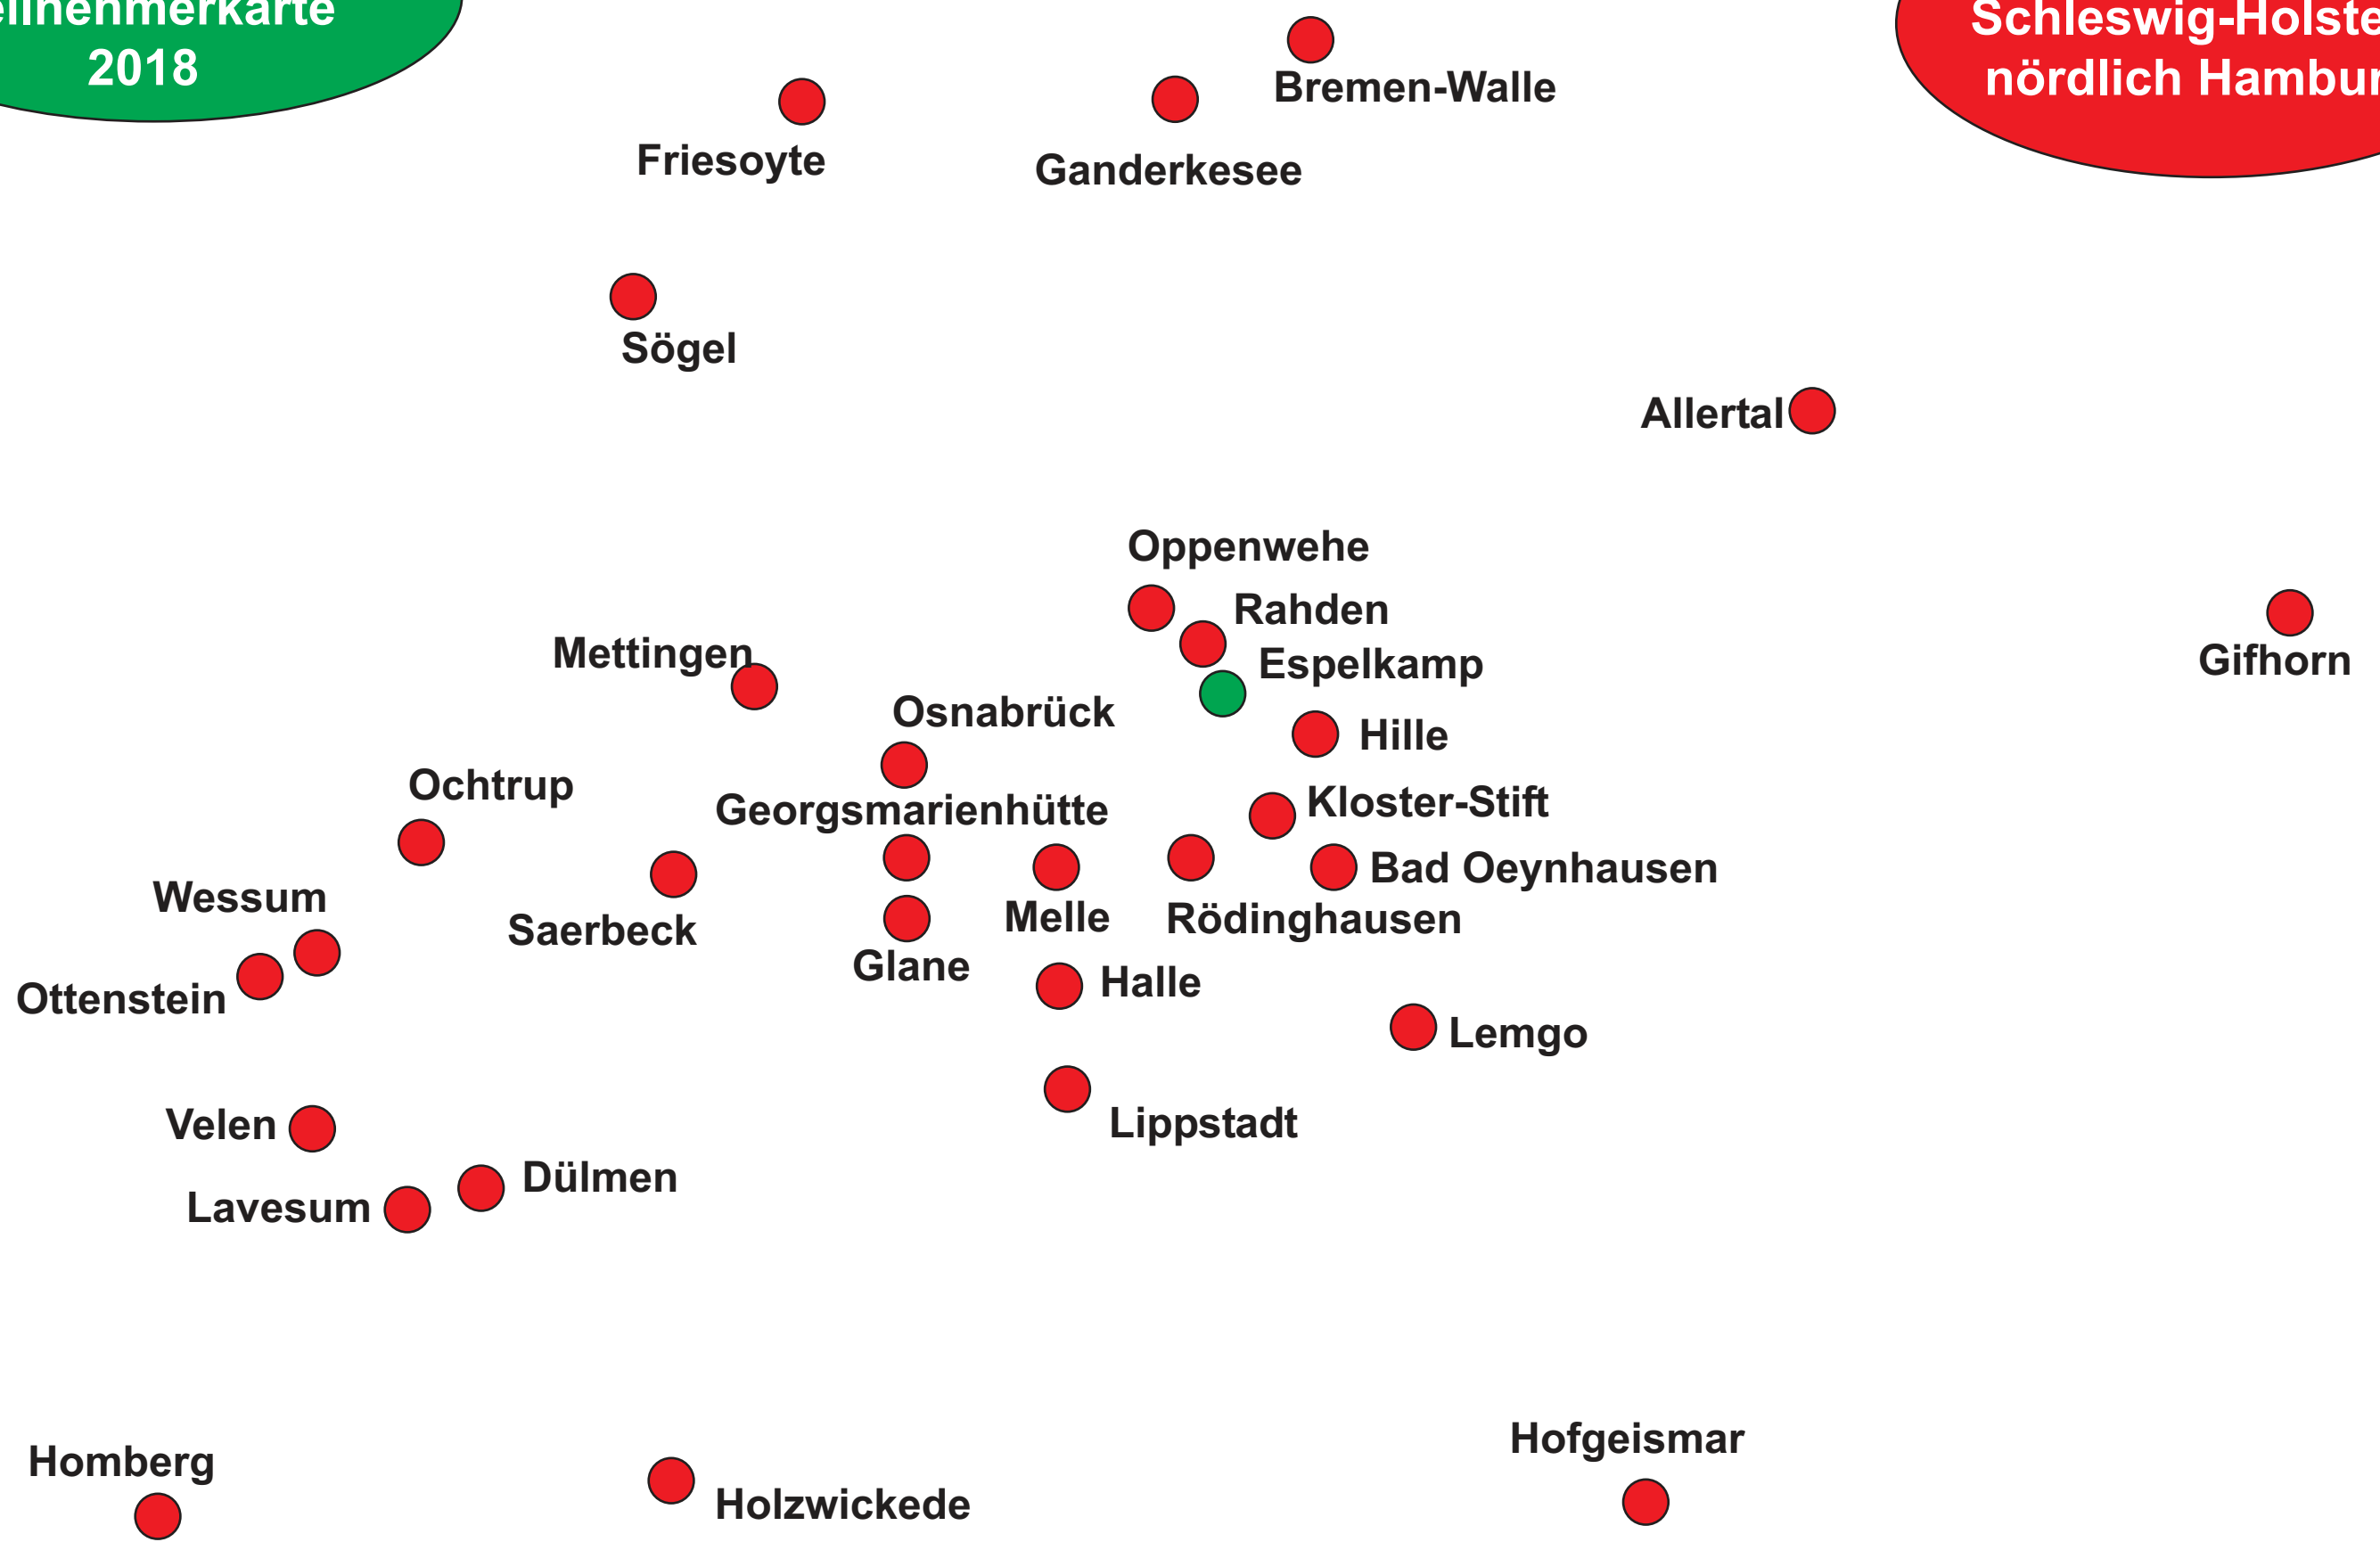 2018
Schleswig-Holste
nördlich Hambur
Bremen-Walle
Friesoyte
Ganderkesee
Sögel
Allertal
Oppenwehe
Rahden
Mettingen
Espelkamp
Gifhorn
Osnabrück
Hille
Ochtrup
Georgsmarienhütte
Kloster-Stift
Bad Oeynhausen
Wessum
Saerbeck
Melle
Rödinghausen
Glane
Halle
Ottenstein
Lemgo
Velen
Lippstadt
Dülmen
Lavesum
Hofgeismar
Homberg
Holzwickede